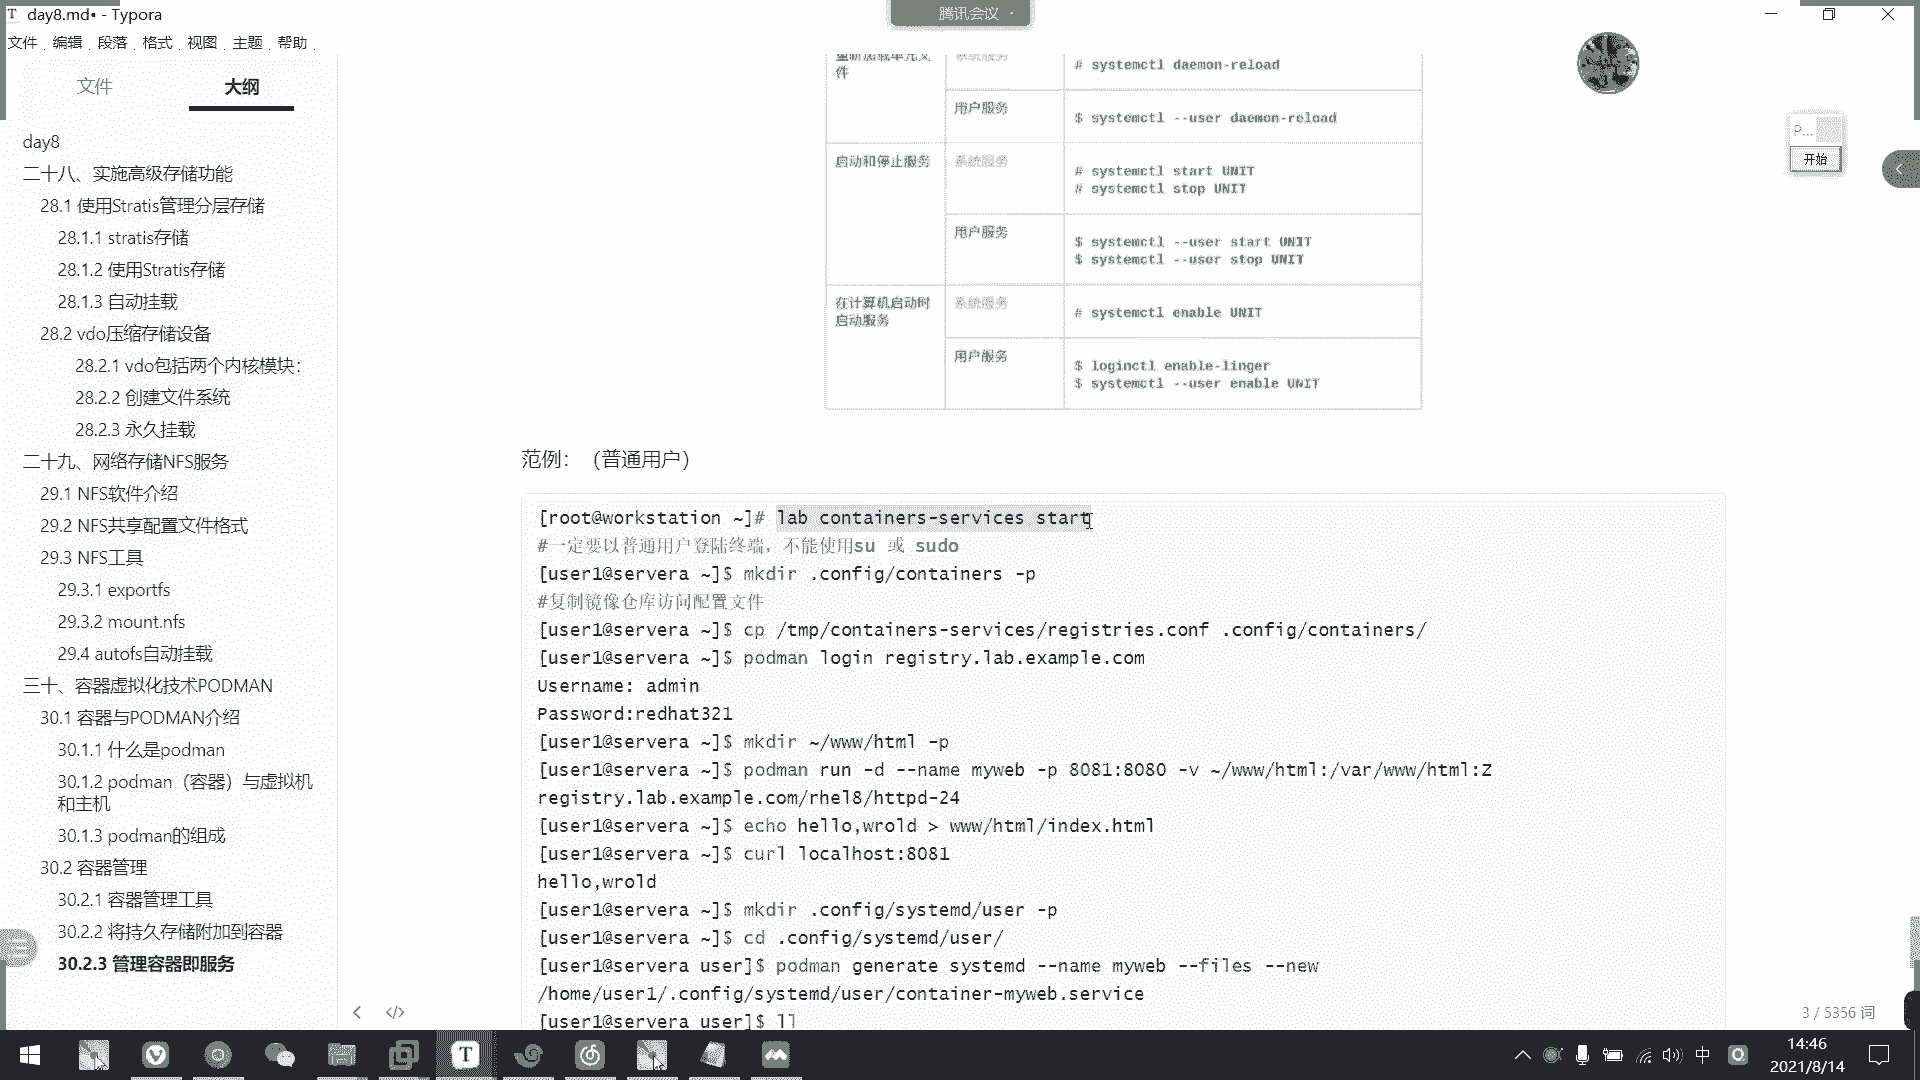 day8.md• - Typora
腾讯会议
文件 编辑 段落 格式 视图 主题 帮助
文件 大纲
day8
二十八、实施高级存储功能
28.1 使用Stratis管理分层存储
28.1.1 stratis存储
28.1.2 使用Stratis存储
28.1.3 自动挂载
28.2 vdo压缩存储设备
28.2.1 vdo包括两个内核模块：
28.2.2 创建文件系统
28.2.3 永久挂载
二十九、网络存储NFS服务
29.1 NFS软件介绍
29.2 NFS共享配置文件格式
29.3 NFS工具
29.3.1 exportfs
29.3.2 mount.nfs
29.4 autofs自动挂载
三十、容器虚拟化技术PODMAN
30.1 容器与PODMAN介绍
30.1.1 什么是podman
30.1.2 podman（容器）与虚拟机
和主机
30.1.3 podman的组成
30.2 容器管理
30.2.1 容器管理工具
30.2.2 将持久存储附加到容器
30.2.3 管理容器即服务
重新加载单元文
件
系统服务
# systemctl daemon-reload
用户服务
$ systemctl --user daemon-reload
启动和停止服务
系统服务
# systemctl start UNIT
# systemctl stop UNIT
用户服务
$ systemctl --user start UNIT
$ systemctl --user stop UNIT
在计算机启动时
启动服务
系统服务
# systemctl enable UNIT
用户服务
$ loginctl enable-linger
$ systemctl --user enable UNIT
范例：（普通用户）
[root@workstation ~]# lab containers-services start
#一定要以普通用户登陆终端，不能使用su 或 sudo
[user1@servera ~]$ mkdir .config/containers -p
#复制镜像仓库访问配置文件
[user1@servera ~]$ cp /tmp/containers-services/registries.conf .config/containers/
[user1@servera ~]$ podman login registry.lab.example.com
Username: admin
Password:redhat321
[user1@servera ~]$ mkdir ~/www/html -p
[user1@servera ~]$ podman run -d --name myweb -p 8081:8080 -v ~/www/html:/var/www/html:Z
registry.lab.example.com/rhel8/httpd-24
[user1@servera ~]$ echo hello,wrold > www/html/index.html
[user1@servera ~]$ curl localhost:8081
hello,wrold
[user1@servera ~]$ mkdir .config/systemd/user -p
[user1@servera ~]$ cd .config/systemd/user/
[user1@servera user]$ podman generate systemd --name myweb --files --new
/home/user1/.config/systemd/user/container-myweb.service
[user1@servera user]$ ll
P...
开始
3 / 5356 词
中
14:46
2021/8/14